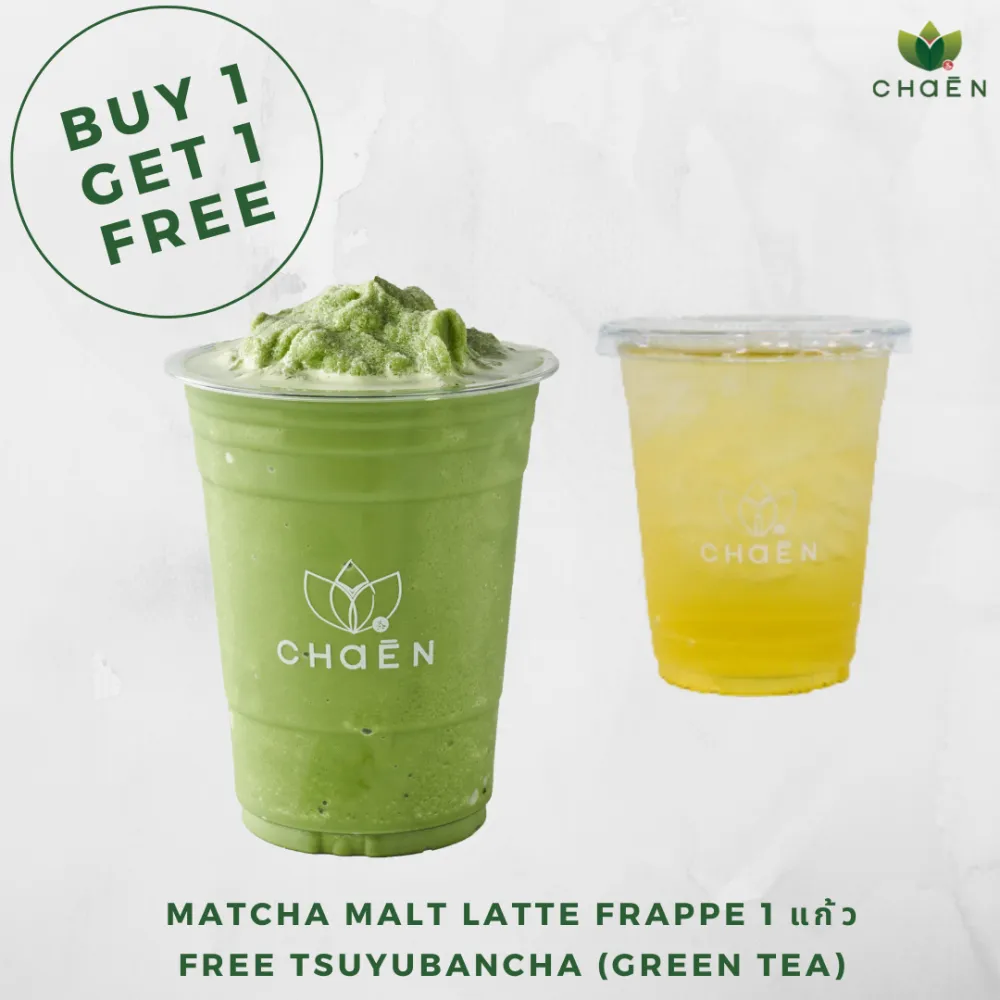 BUY 1
GET 1
FREE
CHaĒN
CHaĒN
CHaĒN
MATCHA MALT LATTE FRAPPE 1 แก้ว
FREE TSUYUBANCHA (GREEN TEA)